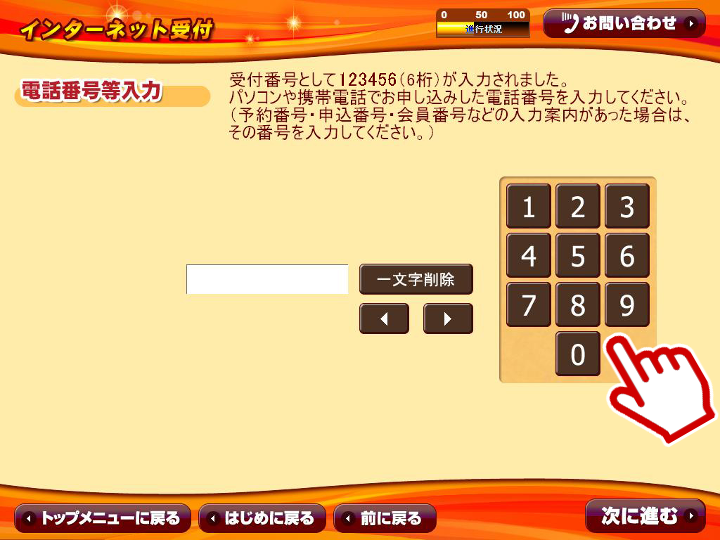 インターネット受付
0 50 100
進行状況
お問い合わせ
電話番号等入力
受付番号として123456(6桁)が入力されました。
パソコンや携帯電話でお申し込みした電話番号を入力してください。
(予約番号・申込番号・会員番号などの入力案内があった場合は、
その番号を入力してください。)
1 2 3
4 5 6
一文字削除
7 8 9
0
トップメニューに戻る
はじめに戻る
前に戻る
次に進む